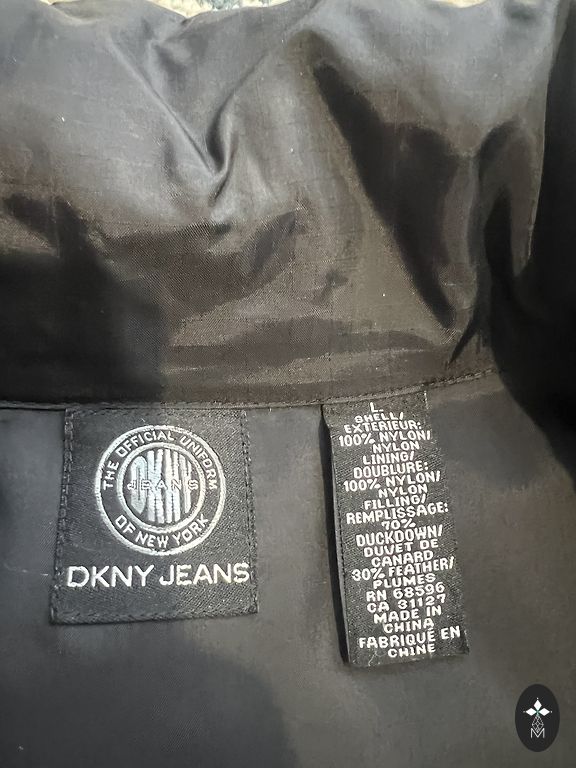 THE OFFICIAL UNIFORM
DKNY
JEANS
OF NEW YORK
DKNY JEANS
L
SHELL/
EXTERIEUR:
100% NYLON/
NYLON
LINING/
DOUBLURE:
100% NYLON/
NYLON
FILLING/
REMPLISSAGE:
70%
DUCKDOWN/
DUVET DE
CANARD
30% FEATHER/
PLUMES
RN 68596
CA 31127
MADE IN
CHINA
FABRIQUE EN
CHINE
M